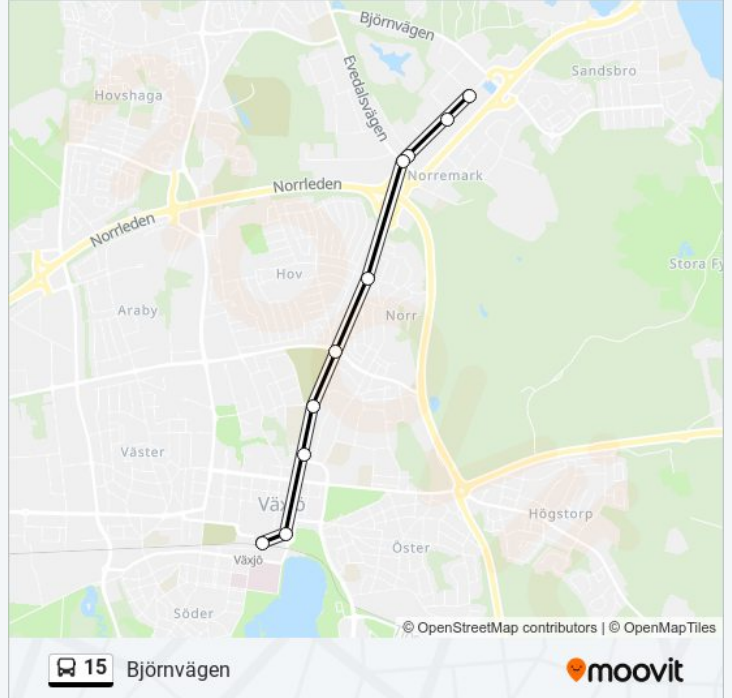 Björnvägen
Sandsbro
Hovshaga
Evedalsvägen
Norremark
Norrleden
Norrleden
Stora Fy
Hov
Araby
Norr
Väster
Växjö
Högstorp
Öster
Växjö
Söder
© OpenStreetMap contributors | © OpenMapTiles
15 Björnvägen
moovit